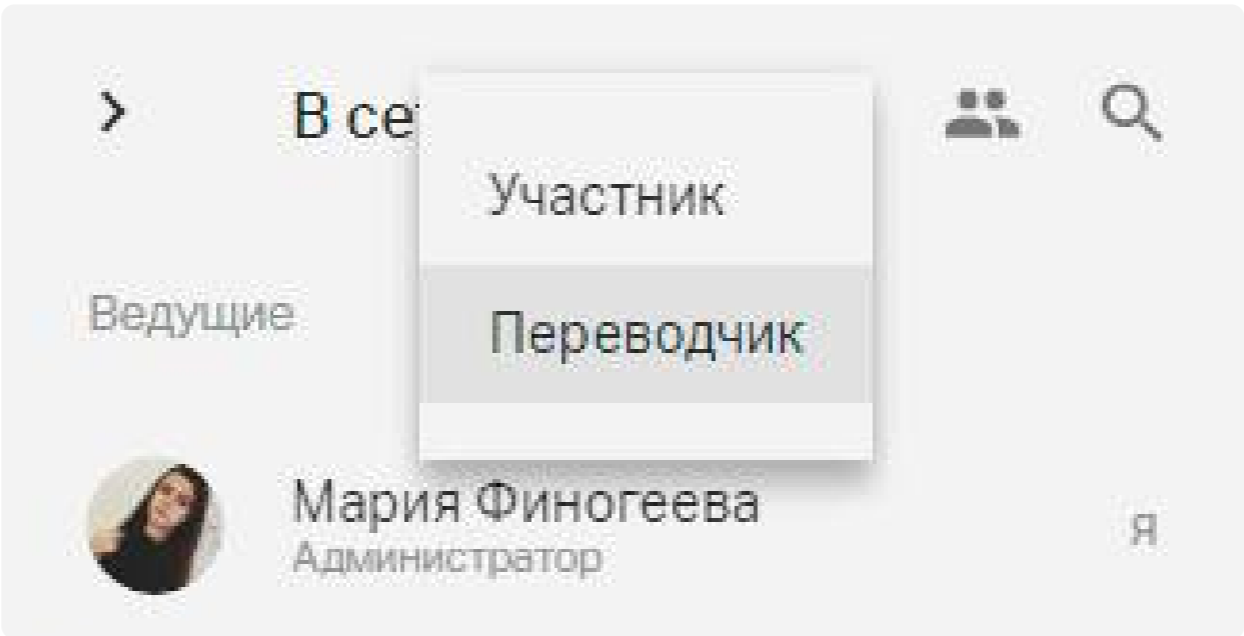 В се
Участник
Ведущие
Переводчик
Мария Финогеева
Администратор
Я